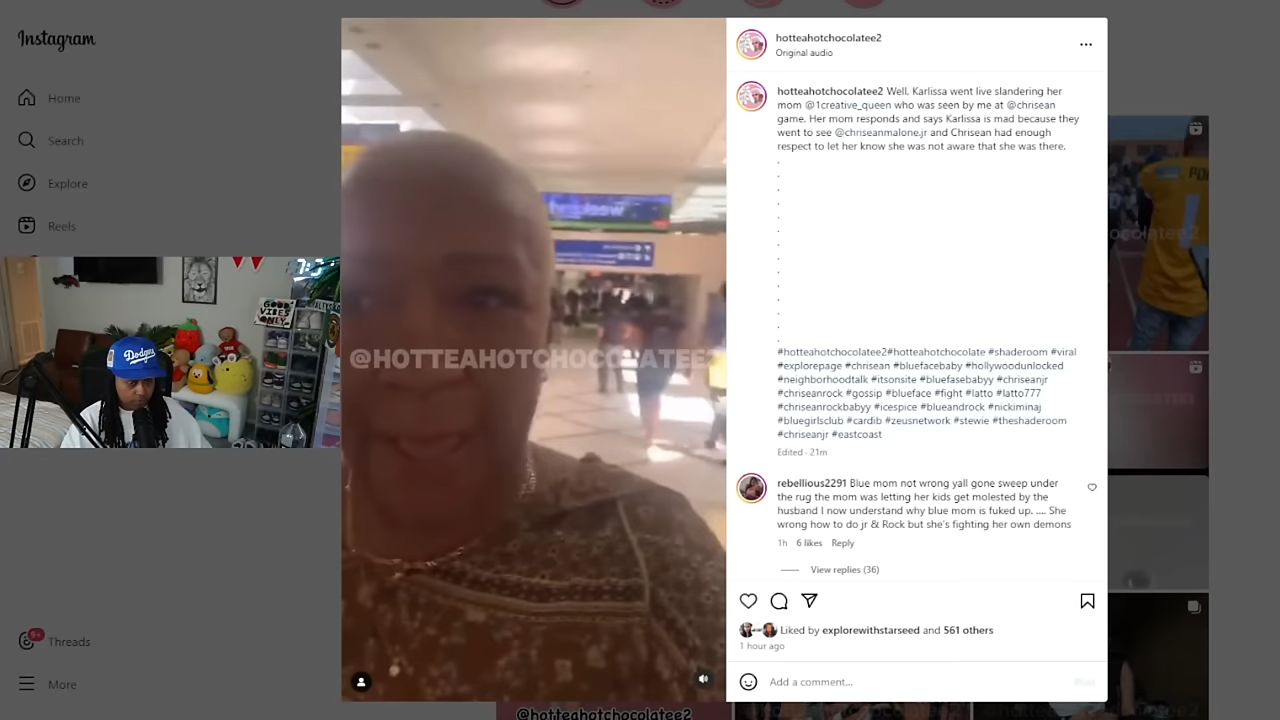 Instagram
Home
Search
Explore
Reels
9+
Threads
More
Dodgers
GOOD
VIBES
ONLY
@HOTTEAHOTCHOCOLATEE2
hotteahotchocolatee2
Original audio
hotteahotchocolatee2 Well, Karlissa went live slandering her
mom @1creative_queen who was seen by me at @chrisean
game. Her mom responds and says Karlissa is mad because they
went to see @chriseanmalone.jr and Chrisean had enough
respect to let her know she was not aware that she was there.
.
.
.
.
.
.
.
.
.
.
.
.
.
.
#hotteahotchocolatee2#hotteahotchocolate #shaderoom #viral
#explorepage #chrisean #bluefacebaby #hollywoodunlocked
#neighborhoodtalk #itsonsite #bluefasebabyy #chriseanjr
#chriseanrock #gossip #blueface #fight #latto #latto777
#chriseanrockbabyy #icespice #blueandrock #nickiminaj
#bluegirlsclub #cardib #zeusnetwork #stewie #theshaderoom
#chriseanjr #eastcoast
Edited · 21m
rebellious2291 Blue mom not wrong yall gone sweep under
the rug the mom was letting her kids get molested by the
husband I now understand why blue mom is fuked up. .... She
wrong how to do jr & Rock but she's fighting her own demons
1h 6 likes Reply
View replies (36)
Liked by explorewithstarseed and 561 others
1 hour ago
Add a comment...
Post
@hotteahotchocolatee2